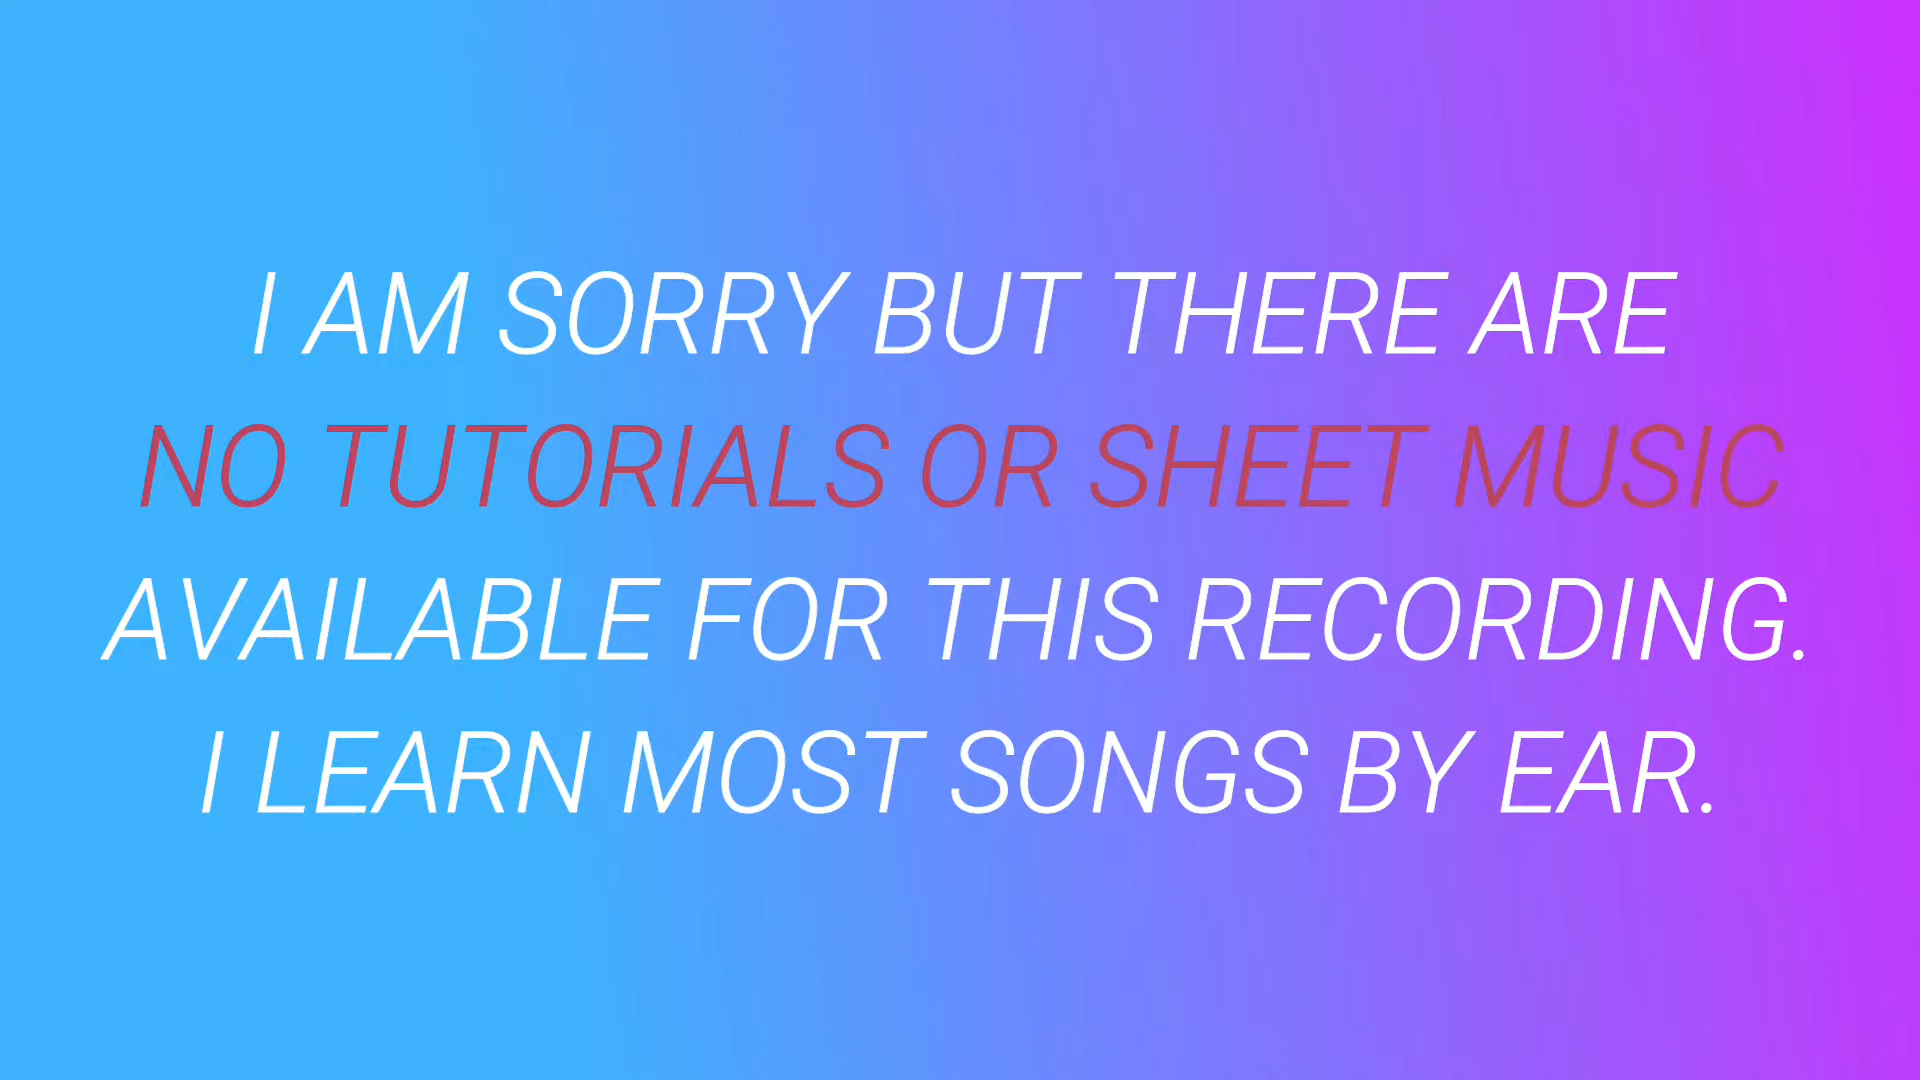 I AM SORRY BUT THERE ARE
NO TUTORIALS OR SHEET MUSIC
AVAILABLE FOR THIS RECORDING.
I LEARN MOST SONGS BY EAR.